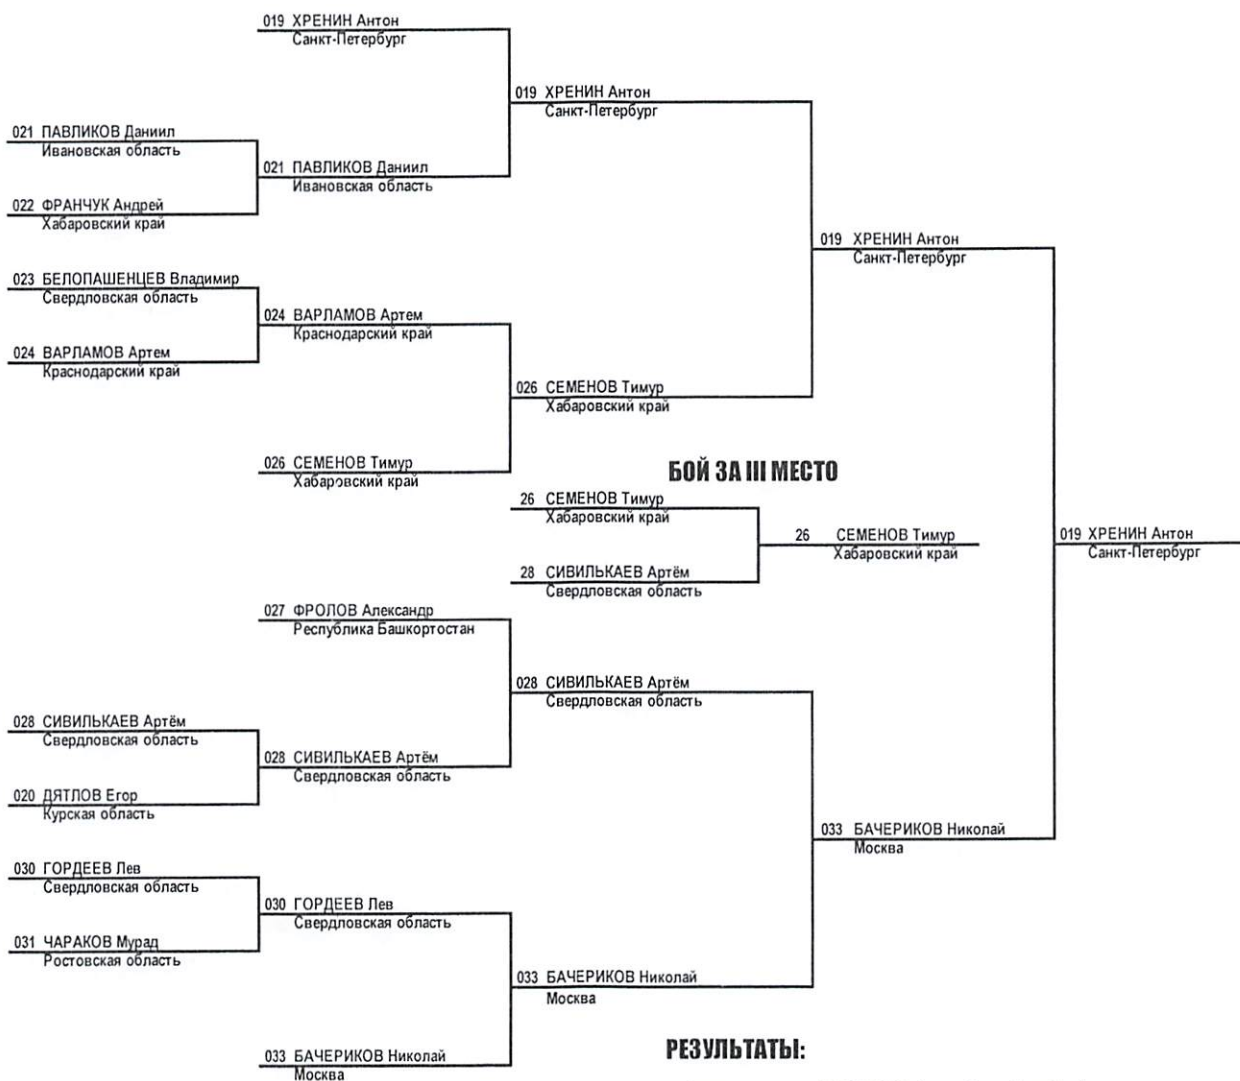 019 ХРЕНИН Антон
Санкт-Петербург
019 ХРЕНИН Антон
Санкт-Петербург
021 ПАВЛИКОВ Даниил
Ивановская область
021 ПАВЛИКОВ Даниил
Ивановская область
022 ФРАНЧУК Андрей
Хабаровский край
019 ХРЕНИН Антон
Санкт-Петербург
023 БЕЛОПАШЕНЦЕВ Владимир
Свердловская область
024 ВАРЛАМОВ Артем
Краснодарский край
024 ВАРЛАМОВ Артем
Краснодарский край
026 СЕМЕНОВ Тимур
Хабаровский край
026 СЕМЕНОВ Тимур
Хабаровский край
БОЙ ЗА III МЕСТО
26 СЕМЕНОВ Тимур
Хабаровский край
26 СЕМЕНОВ Тимур
Хабаровский край
019 ХРЕНИН Антон
Санкт-Петербург
28 СИВИЛЬКАЕВ Артём
Свердловская область
027 ФРОЛОВ Александр
Республика Башкортостан
028 СИВИЛЬКАЕВ Артём
Свердловская область
028 СИВИЛЬКАЕВ Артём
Свердловская область
028 СИВИЛЬКАЕВ Артём
Свердловская область
020 ДЯТЛОВ Егор
Курская область
033 БАЧЕРИКОВ Николай
Москва
030 ГОРДЕЕВ Лев
Свердловская область
030 ГОРДЕЕВ Лев
Свердловская область
031 ЧАРАКОВ Мурад
Ростовская область
033 БАЧЕРИКОВ Николай
Москва
033 БАЧЕРИКОВ Николай
Москва
РЕЗУЛЬТАТЫ: